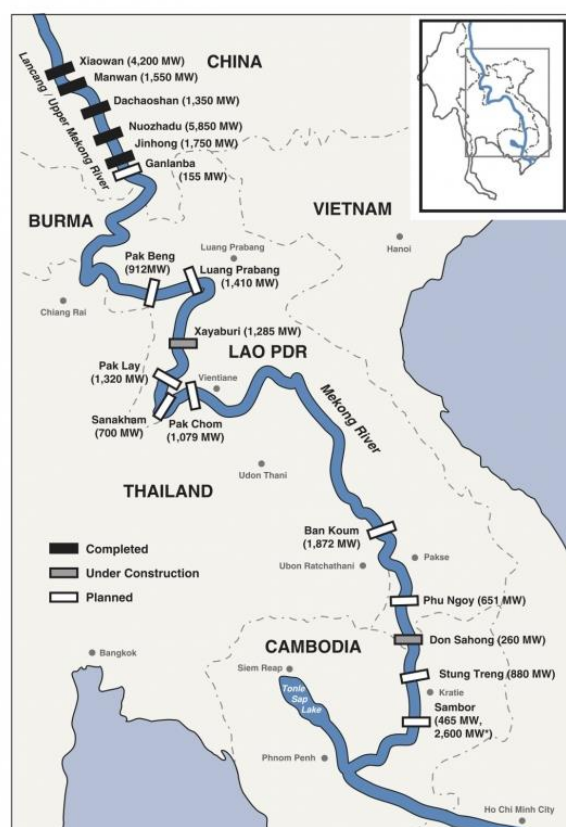 Xiaowan (4,200 MW)
CHINA
Manwan (1,550 MW)
Dachaoshan (1,350 MW)
Lancang / Upper Mekong River
Nuozhadu (5,850 MW)
Jinhong (1,750 MW)
Ganlanba
(155 MW)
BURMA
VIETNAM
Hanoi
Pak Beng
(912MW)
Luang Prabang
Luang Prabang
(1,410 MW)
Chiang Rai
Xayaburi (1,285 MW)
LAO PDR
Pak Lay
(1,320 MW)
Vientiane
Mekong River
Sanakham
(700 MW)
Pak Chom
(1,079 MW)
Udon Thani
THAILAND
Ban Koum
(1,872 MW)
Completed
Under Construction
Planned
Pakse
Ubon Ratchathani
Phu Ngoy (651 MW)
Don Sahong (260 MW)
CAMBODIA
Bangkok
Siem Reap
Stung Treng (880 MW)
Tonle
Sap
Lake
Kratie
Sambor
(465 MW,
2,600 MW*)
Phnom Penh
Ho Chi Minh City